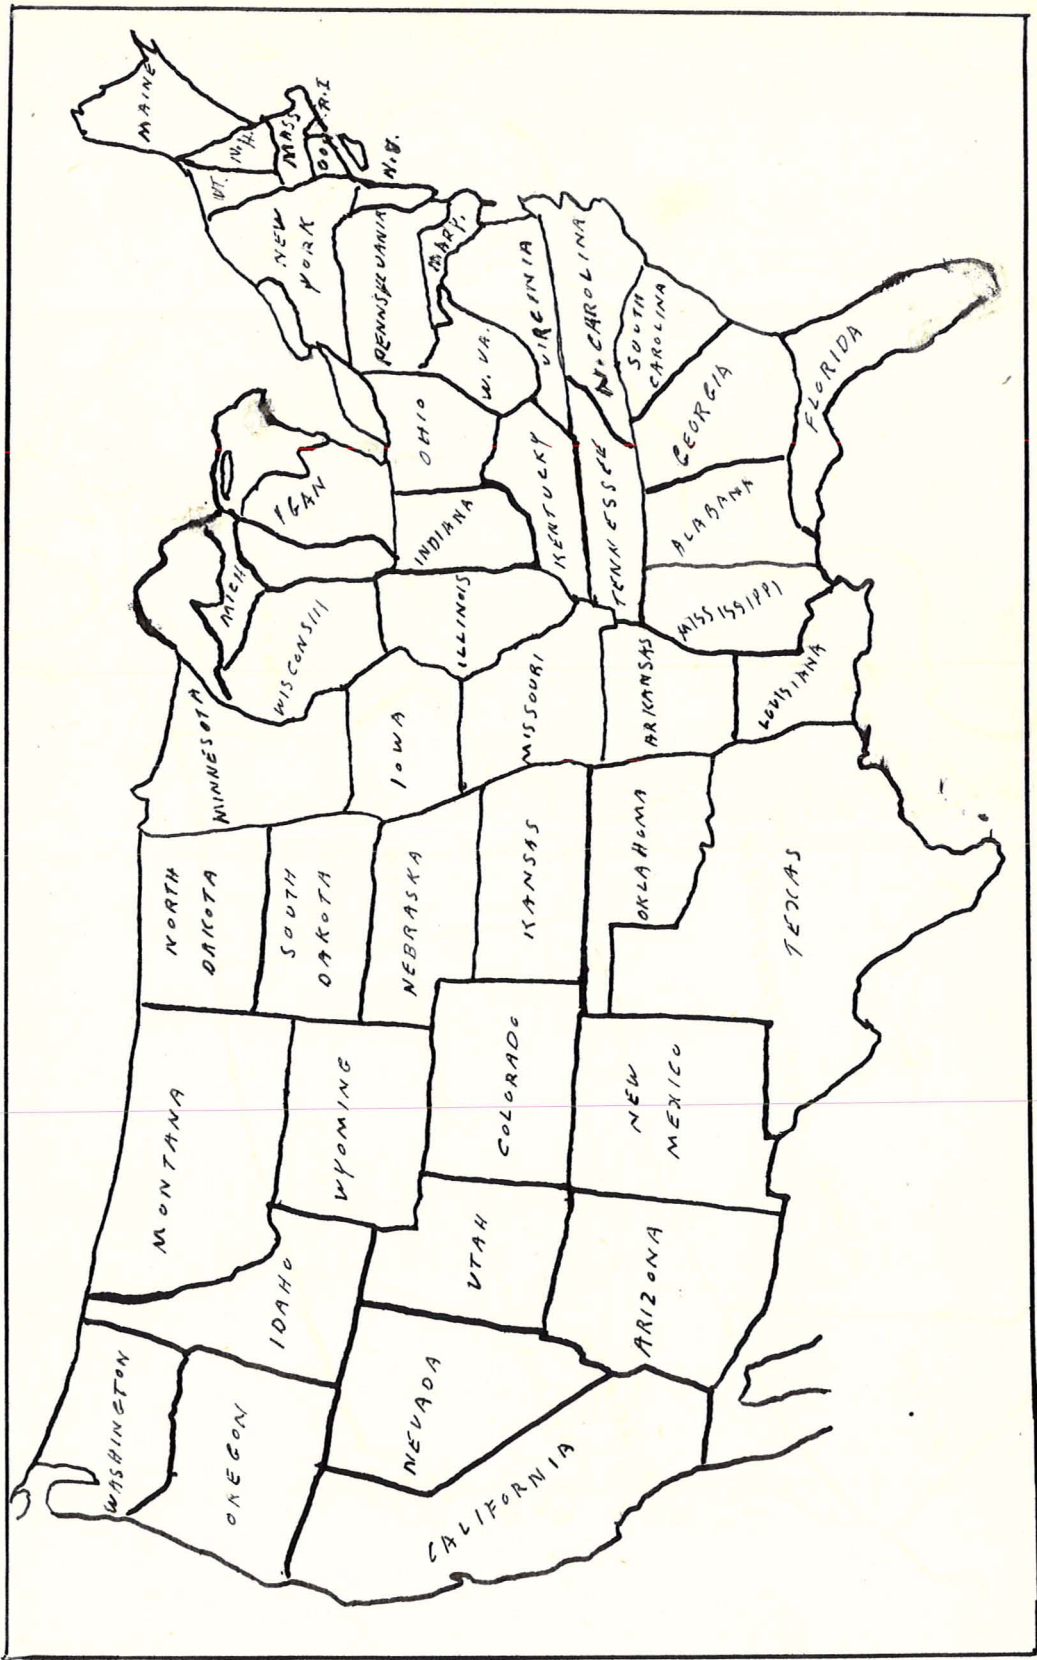 WASHINGTON
OREGON
CALIFORNIA
NEVADA
IDAHO
MONTANA
WYOMING
UTAH
ARIZONA
COLORADO
NEW
MEXICO
NORTH
DAKOTA
SOUTH
DAKOTA
NEBRASKA
KANSAS
OKLAHOMA
TEXAS
MINNESOTA
IOWA
MISSOURI
ARKANSAS
LOUISIANA
WISCONSIN
ILLINOIS
MICH
IGAN
INDIANA
OHIO
KENTUCKY
TENNESSEE
MISSISSIPPI
ALABAMA
GEORGIA
FLORIDA
SOUTH
CAROLINA
N. CAROLINA
VIRGINIA
W. VA.
MARY.
PENNSYLVANIA
NEW
YORK
N.J.
VT.
N.H.
MAINE
MASS
R.I